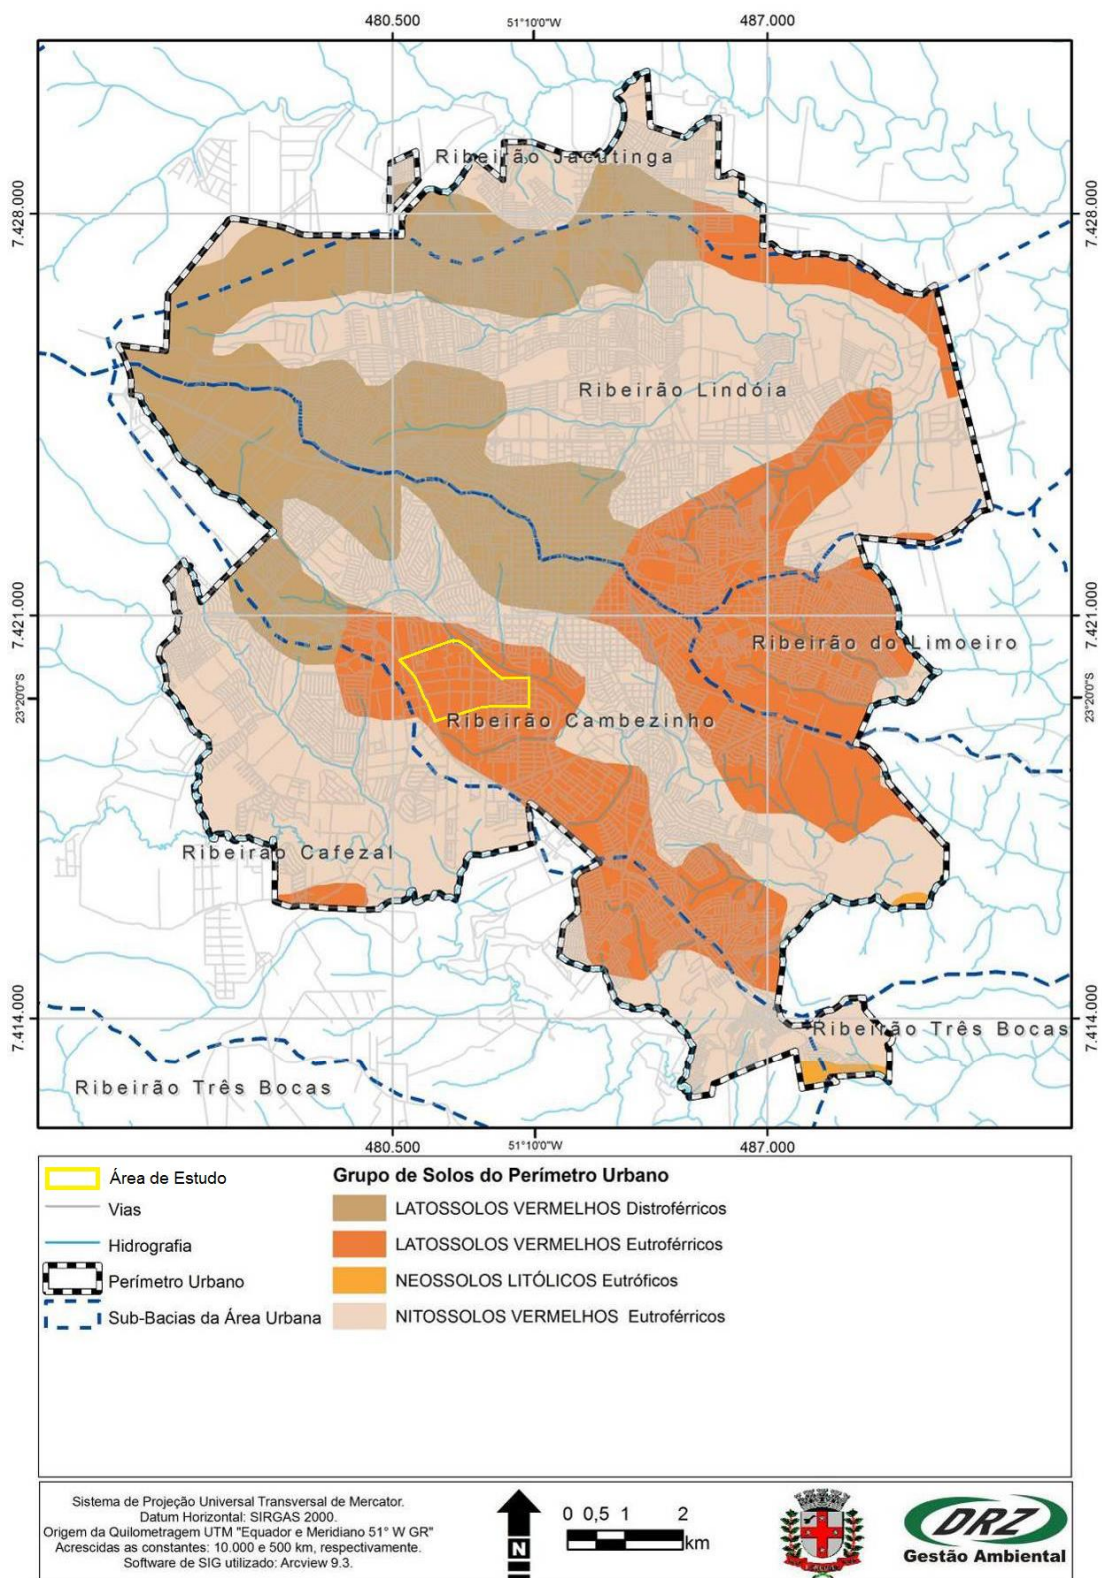 480.500
51°10'0"W
487.000
Ribeirão Jacutinga
7.428.000
7.428.000
Ribeirão Lindóia
7.421.000
7.421.000
Ribeirão do Limoeiro
23°20'0"S
23°20'0"S
Ribeirão Cambezinho
Ribeirão Cafezal
7.414.000
7.414.000
Ribeirão Três Bocas
Ribeirão Três Bocas
480.500
51°10'0"W
487.000
Área de Estudo
Vias
Hidrografia
Perímetro Urbano
Sub-Bacias da Área Urbana
Grupo de Solos do Perímetro Urbano
LATOSSOLOS VERMELHOS Distroférricos
LATOSSOLOS VERMELHOS Eutroférricos
NEOSSOLOS LITÓLICOS Eutróficos
NITOSSOLOS VERMELHOS Eutroférricos
Sistema de Projeção Universal Transversal de Mercator.
Datum Horizontal: SIRGAS 2000.
Origem da Quilometragem UTM "Equador e Meridiano 51° W GR"
Acrescidas as constantes: 10.000 e 500 km, respectivamente.
Software de SIG utilizado: Arcview 9.3.
N
0 0,5 1 2
km
DRZ
Gestão Ambiental